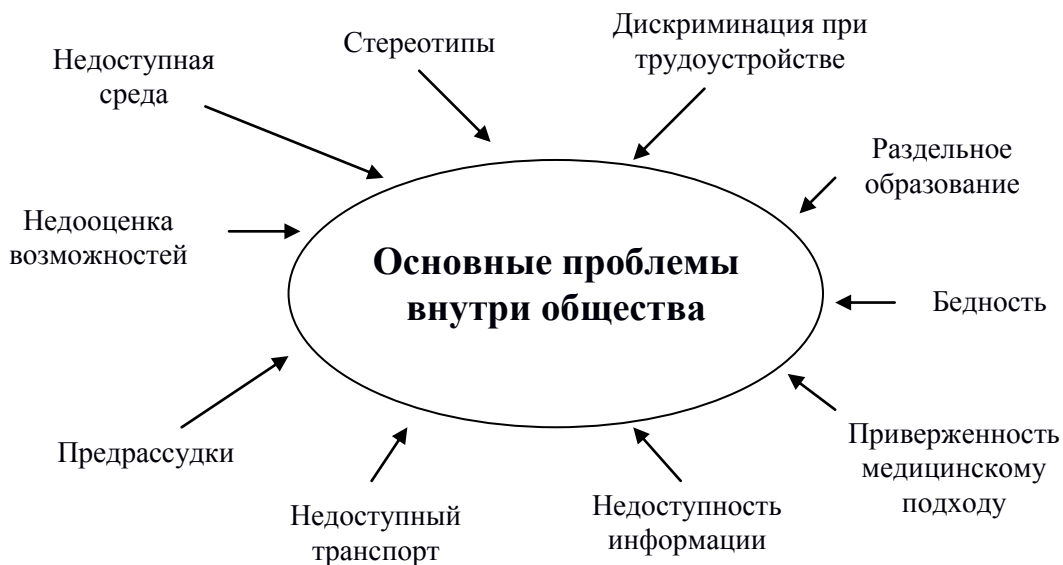 Стереотипы
Дискриминация при
трудоустройстве
Недоступная
среда
Раздельное
образование
Недооценка
возможностей
Основные проблемы
внутри общества
Бедность
Предрассудки
Приверженность
медицинскому
подходу
Недоступный
транспорт
Недоступность
информации